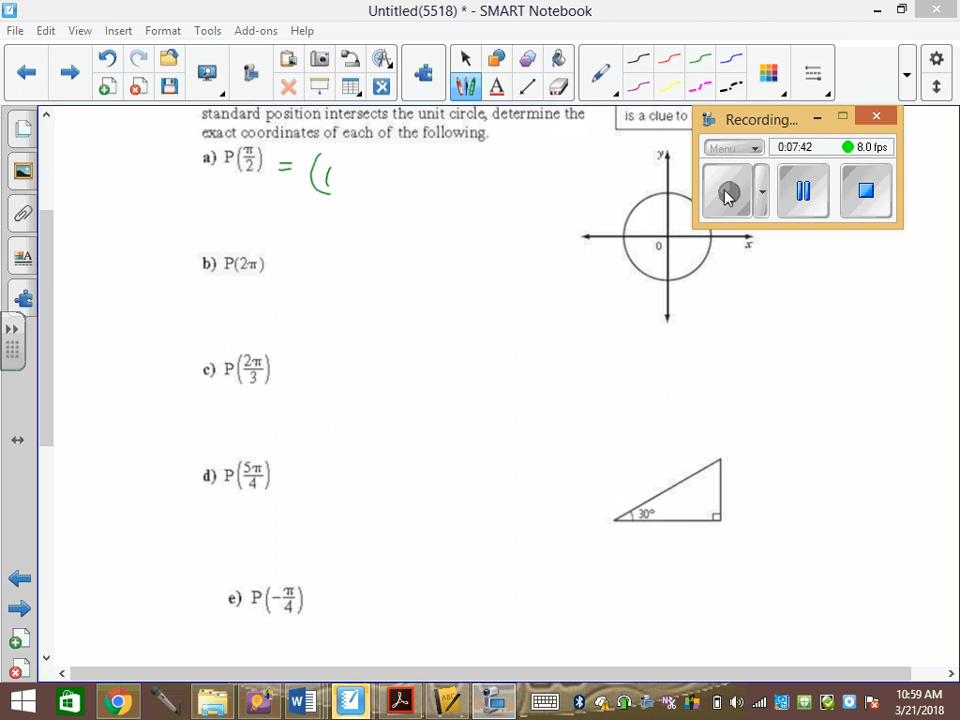 Untitled(5518) * - SMART Notebook
File Edit View Insert Format Tools Add-ons Help
standard position intersects the unit circle, determine the
exact coordinates of each of the following.
is a clue to
Recording...
Menu 0:07:42 8.0 fps
a) P(π/2) = (
y
0
x
b) P(2π)
c) P(2π/3)
d) P(5π/4)
30°
e) P(-π/4)
10:59 AM
3/21/2018